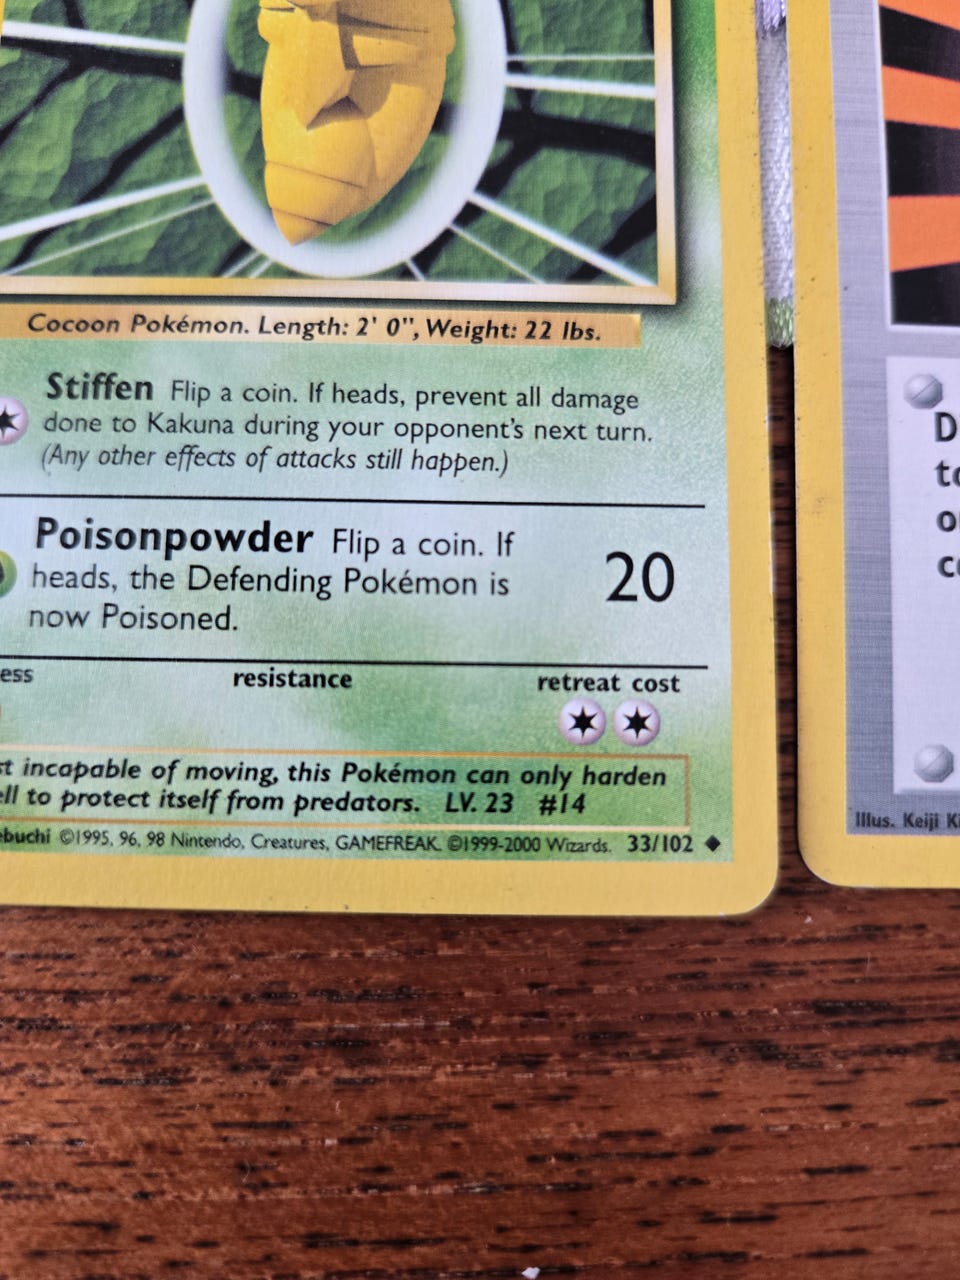 Cocoon Pokémon. Length: 2' 0", Weight: 22 lbs.
Stiffen Flip a coin. If heads, prevent all damage
done to Kakuna during your opponent's next turn.
(Any other effects of attacks still happen.)
Poisonpowder Flip a coin. If
heads, the Defending Pokémon is
now Poisoned.
20
resistance
retreat cost
incapable of moving, this Pokémon can only harden
to protect itself from predators. LV. 23 #14
©1995, 96, 98 Nintendo, Creatures, GAMEFREAK. ©1999-2000 Wizards. 33/102
Illus. Keiji